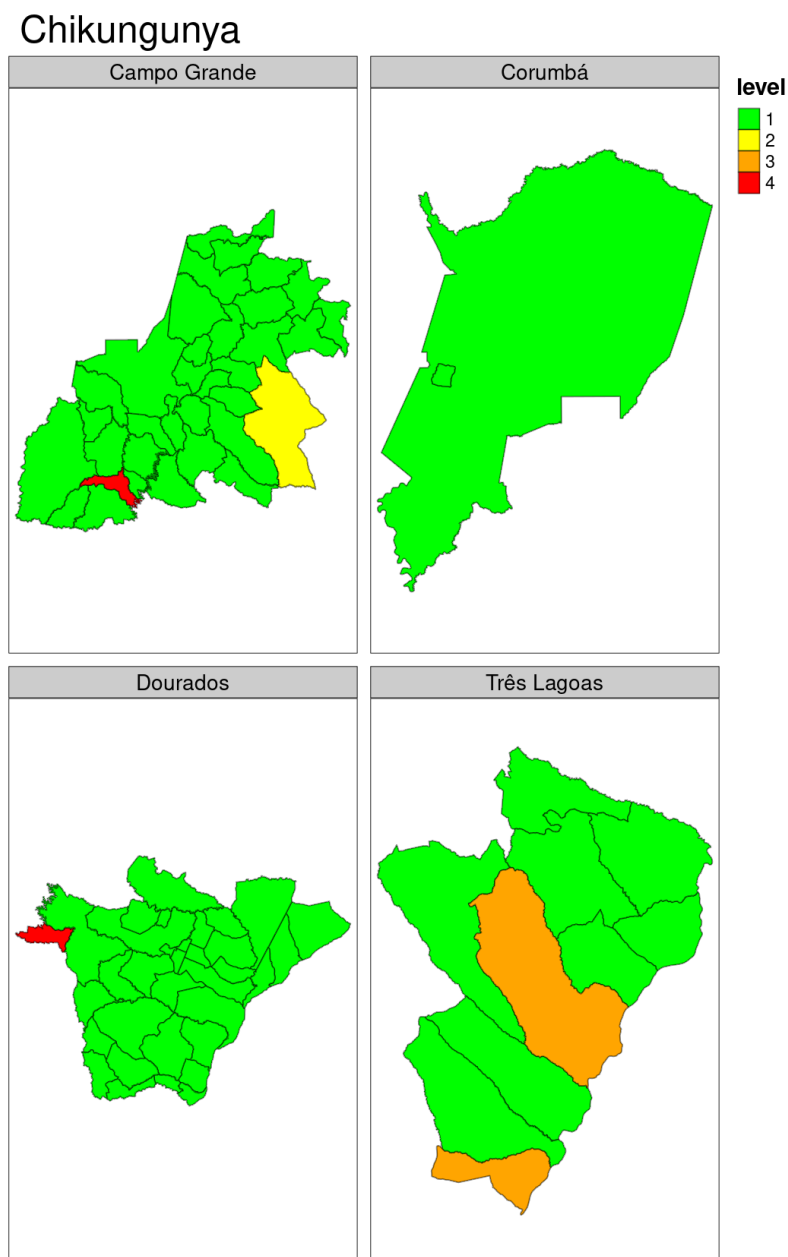 Chikungunya
Campo Grande
Corumbá
level
1
2
3
4
Dourados
Três Lagoas